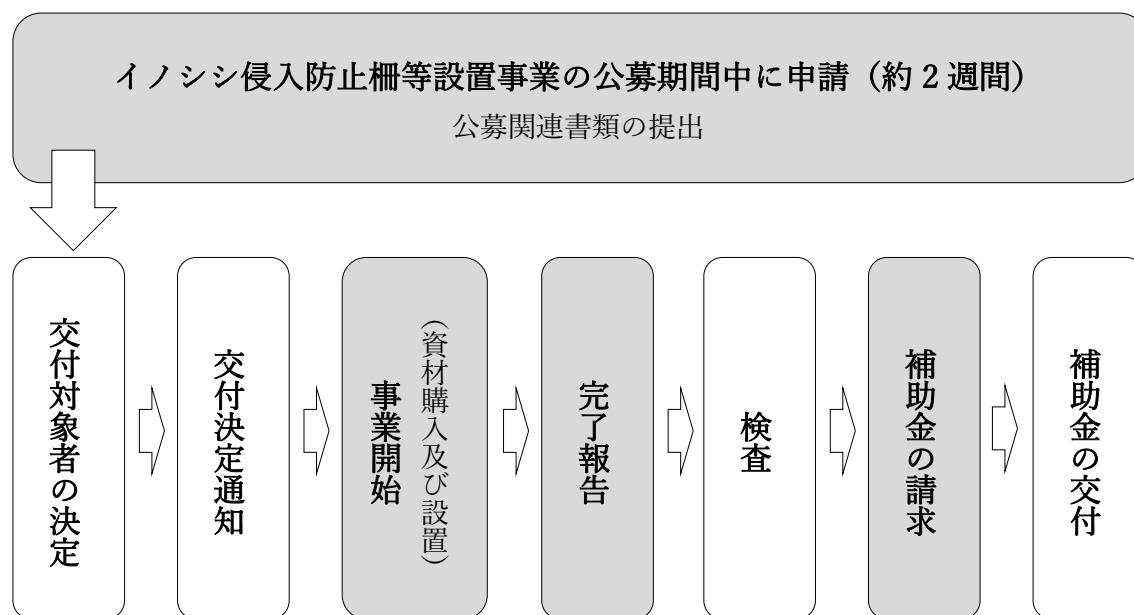 イノシシ侵入防止柵等設置事業の公募期間中に申請（約２週間）
公募関連書類の提出
交付対象者の決定
交付決定通知
事業開始
（資材購入及び設置）
完了報告
検査
補助金の請求
補助金の交付